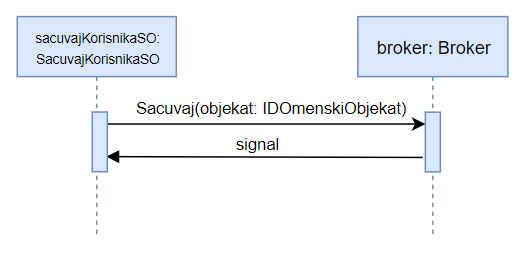 sacuvajKorisnikaSO:
SacuvajKorisnikaSO
broker: Broker
Sacuvaj(objekat: IDOmenskiObjekat)
signal